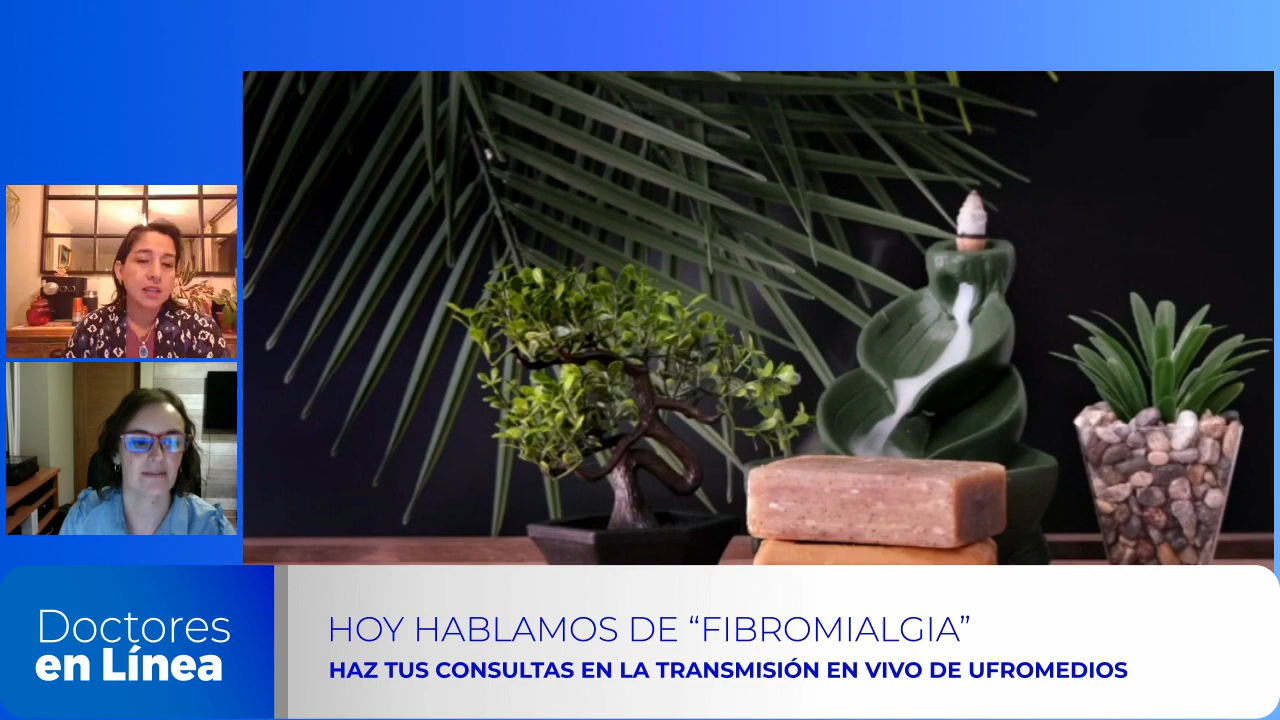 Doctores
en Línea
HOY HABLAMOS DE “FIBROMIALGIA”
HAZ TUS CONSULTAS EN LA TRANSMISIÓN EN VIVO DE UFROMEDIOS